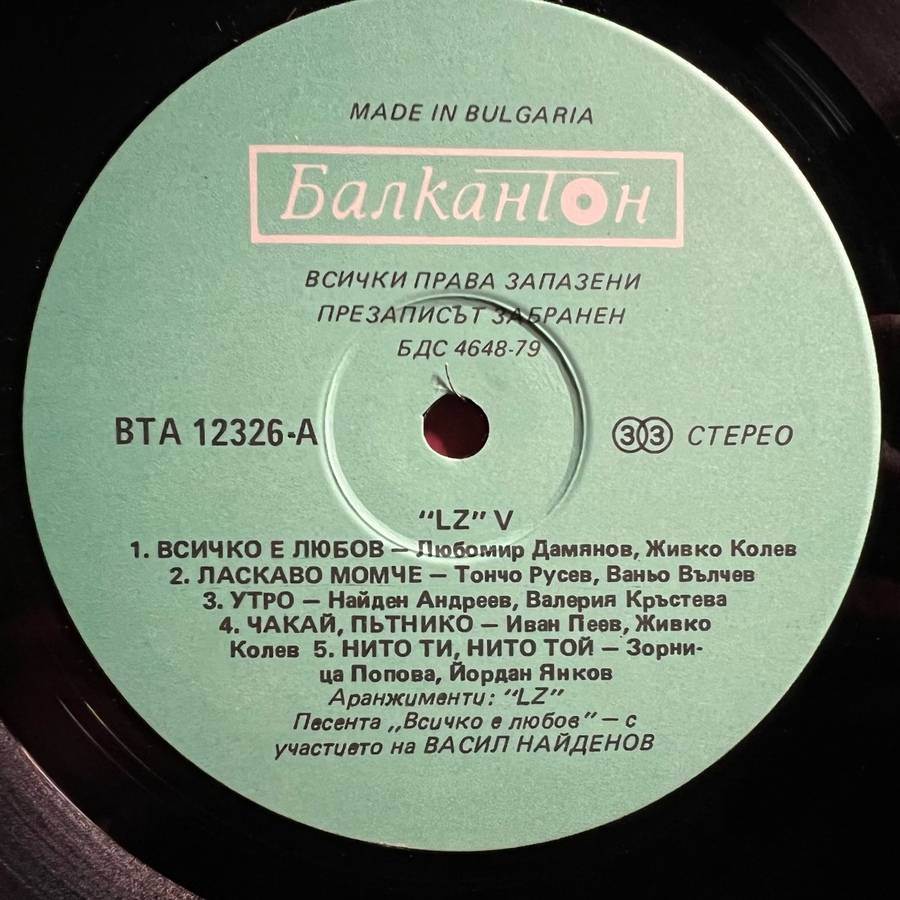 MADE IN BULGARIA
Балкантон
ВСИЧКИ ПРАВА ЗАПАЗЕНИ
ПРЕЗАПИСЪТ ЗАБРАНЕН
БДС 4648-79
ВТА 12326-А
33 СТЕРЕО
"LZ" V
1. ВСИЧКО Е ЛЮБОВ — Любомир Дамянов, Живко Колев
2. ЛАСКАВО МОМЧЕ — Тончо Русев, Ваньо Вълчев
3. УТРО — Найден Андреев, Валерия Кръстева
4. ЧАКАЙ, ПЪТНИКО — Иван Пеев, Живко
Колев 5. НИТО ТИ, НИТО ТОЙ — Зорни-
ца Попова, Йордан Янков
Аранжименти: "LZ"
Песента „Всичко е любов" — с
участието на ВАСИЛ НАЙДЕНОВ